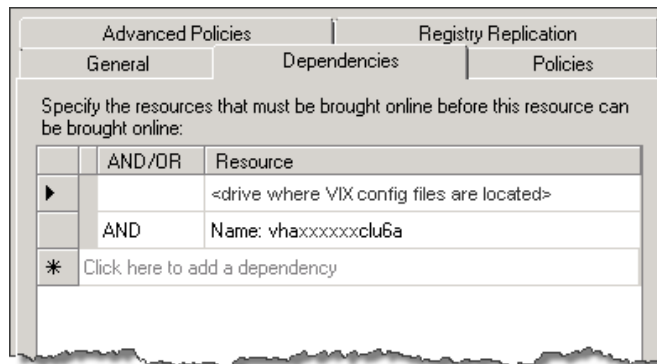 Advanced Policies Registry Replication
General Dependencies Policies
Specify the resources that must be brought online before this resource can
be brought online:
AND/OR Resource
<drive where VIX config files are located>
AND Name: vhaxxxxxxclu6a
Click here to add a dependency